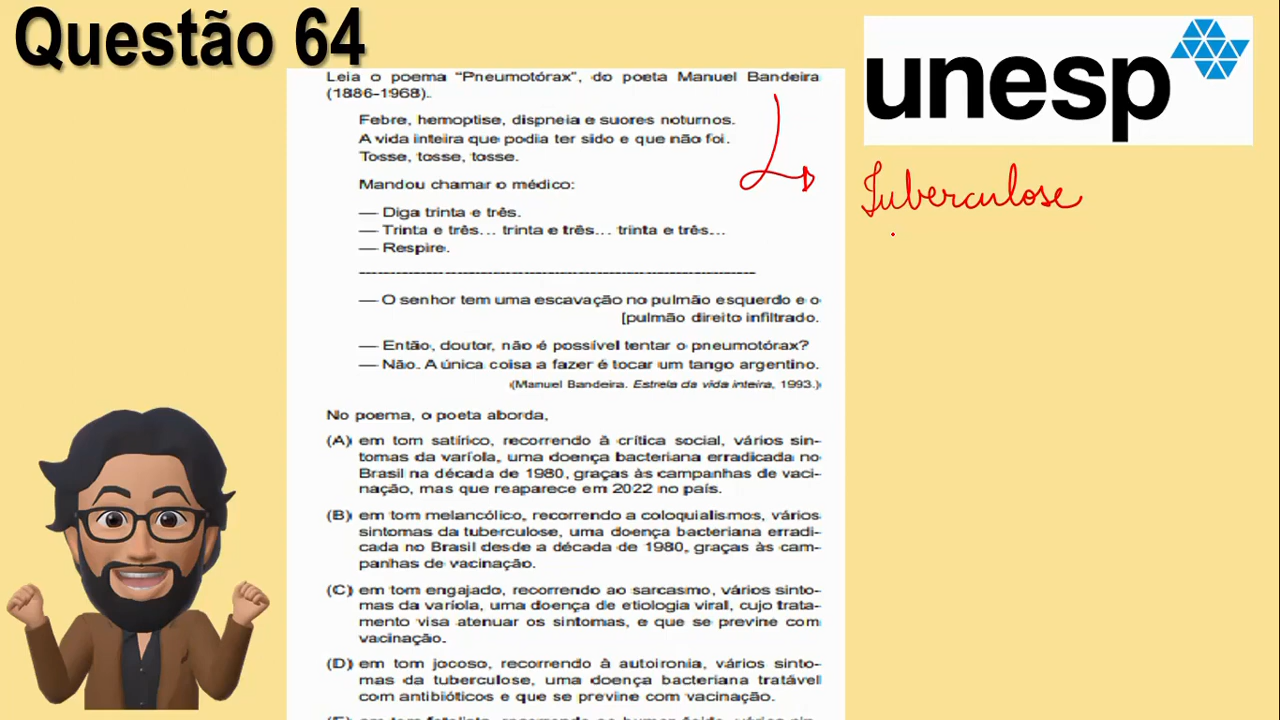 Questão 64
unesp
Leia o poema “Pneumotórax”, do poeta Manuel Bandeira
(1886-1968).
Febre, hemoptise, dispneia e suores noturnos.
A vida inteira que podia ter sido e que não foi.
Tosse, tosse, tosse.
Mandou chamar o médico:
— Diga trinta e três.
— Trinta e três... trinta e três... trinta e três...
— Respire.
— O senhor tem uma escavação no pulmão esquerdo e o
[pulmão direito infiltrado.
— Então, doutor, não é possível tentar o pneumotórax?
— Não. A única coisa a fazer é tocar um tango argentino.
(Manuel Bandeira. Estrela da vida inteira, 1993.)
No poema, o poeta aborda,
(A) em tom satírico, recorrendo à crítica social, vários sin-
tomas da varíola, uma doença bacteriana erradicada no
Brasil na década de 1980, graças às campanhas de vaci-
nação, mas que reaparece em 2022 no país.
(B) em tom melancólico, recorrendo a coloquialismos, vários
sintomas da tuberculose, uma doença bacteriana erradi-
cada no Brasil desde a década de 1980, graças às cam-
panhas de vacinação.
(C) em tom engajado, recorrendo ao sarcasmo, vários sinto-
mas da varíola, uma doença de etiologia viral, cujo trata-
mento visa atenuar os sintomas, e que se previne com
vacinação.
(D) em tom jocoso, recorrendo à autoironia, vários sinto-
mas da tuberculose, uma doença bacteriana tratável
com antibióticos e que se previne com vacinação.
Tuberculose